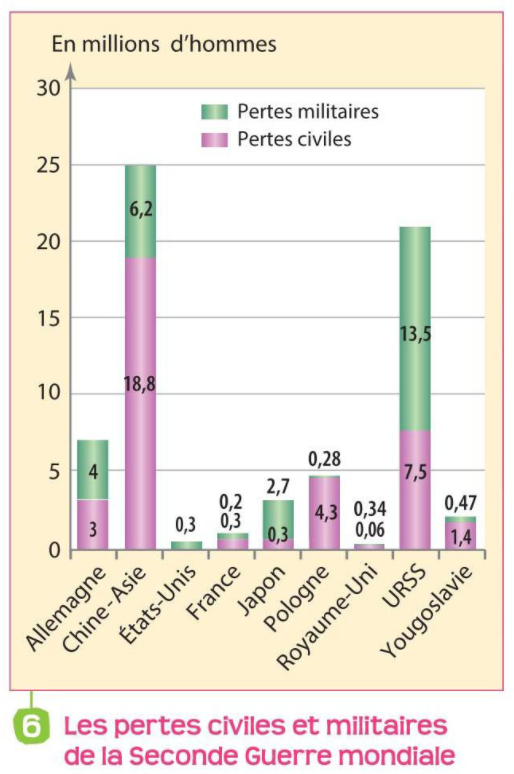 En millions d'hommes
30
Pertes militaires
Pertes civiles
25
6,2
20
15
13,5
18,8
10
0,28
7,5
5
4
2,7
4,3
0,2
0,34
0,47
0,3
0,3
0,06
3
0,3
1,4
0
Allemagne
Chine-Asie
États-Unis
France
Japon
Pologne
Royaume-Uni
URSS
Yougoslavie
6 Les pertes civiles et militaires
de la Seconde Guerre mondiale